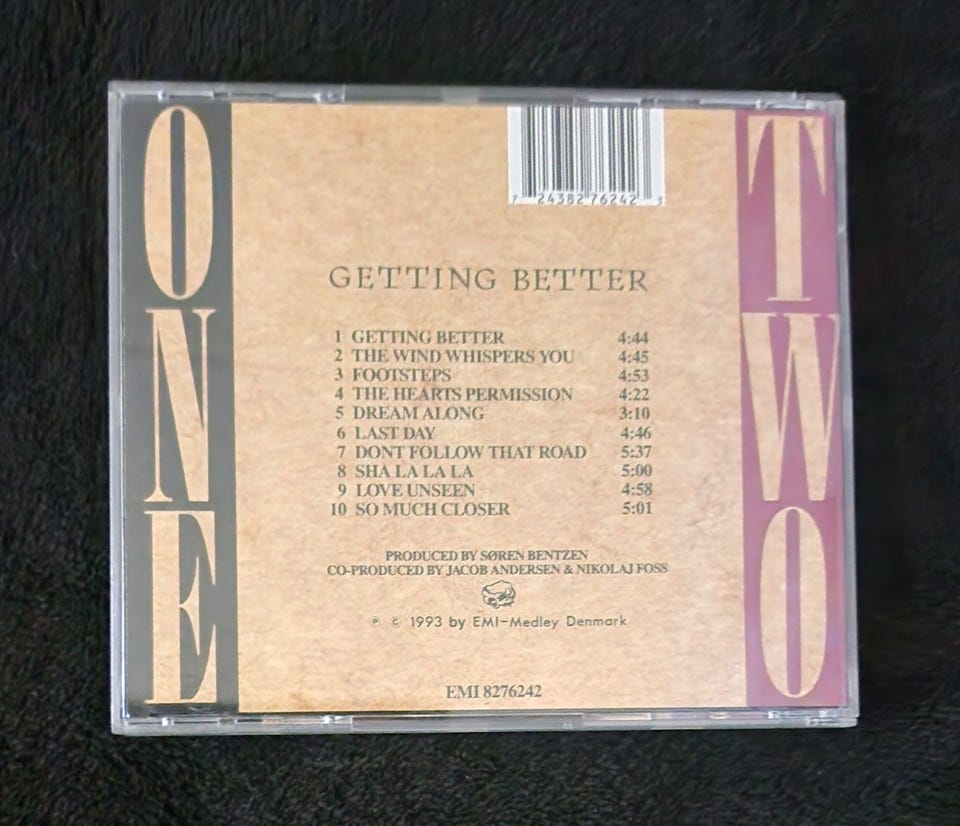 ONE
TWO
7 24382 76242 3
GETTING BETTER
1 GETTING BETTER 4:44
2 THE WIND WHISPERS YOU 4:45
3 FOOTSTEPS 4:53
4 THE HEARTS PERMISSION 4:22
5 DREAM ALONG 3:10
6 LAST DAY 4:46
7 DONT FOLLOW THAT ROAD 5:37
8 SHA LA LA LA 5:00
9 LOVE UNSEEN 4:58
10 SO MUCH CLOSER 5:01
PRODUCED BY SØREN BENTZEN
CO-PRODUCED BY JACOB ANDERSEN & NIKOLAJ FOSS
℗ © 1993 by EMI-Medley Denmark
EMI 8276242